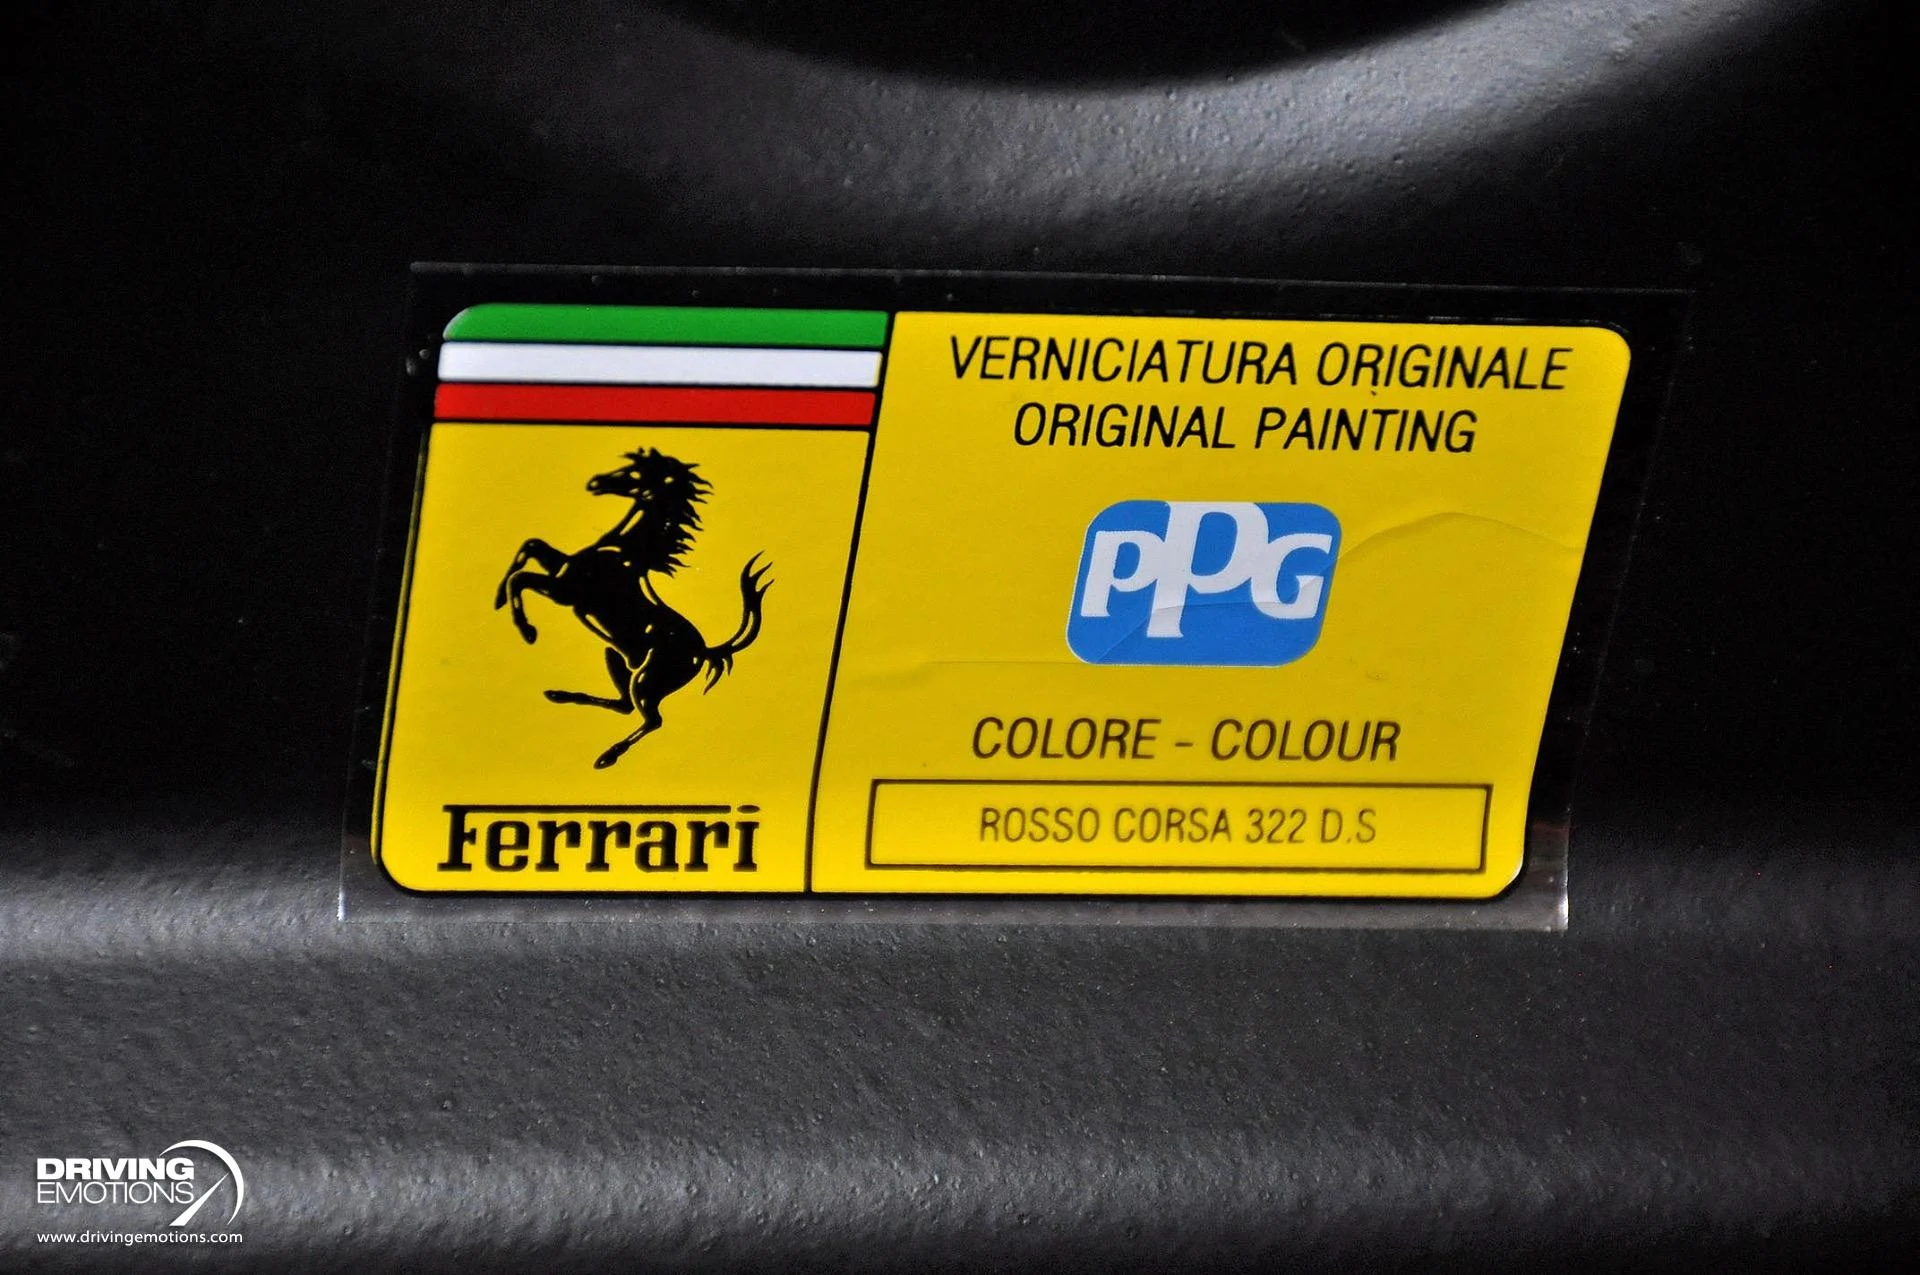 VERNICIATURA ORIGINALE
ORIGINAL PAINTING
PPG
COLORE - COLOUR
ROSSO CORSA 322 D.S
Ferrari
DRIVING
EMOTIONS
www.drivingemotions.com